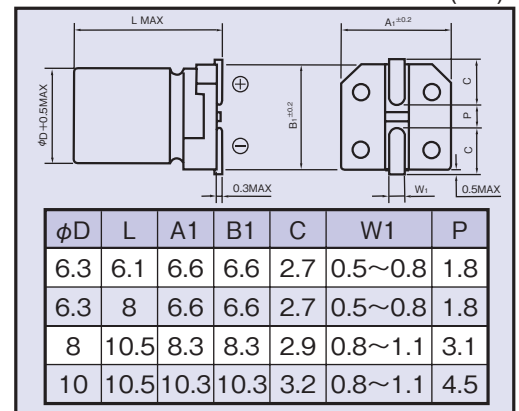 L MAX
A₁±0.2
φD+0.5MAX
⊕
B₁±0.2
⊖
C
P
C
0.3MAX
W₁
0.5MAX
φD L A1 B1 C W1 P
6.3 6.1 6.6 6.6 2.7 0.5～0.8 1.8
6.3 8 6.6 6.6 2.7 0.5～0.8 1.8
8 10.5 8.3 8.3 2.9 0.8～1.1 3.1
10 10.5 10.3 10.3 3.2 0.8～1.1 4.5